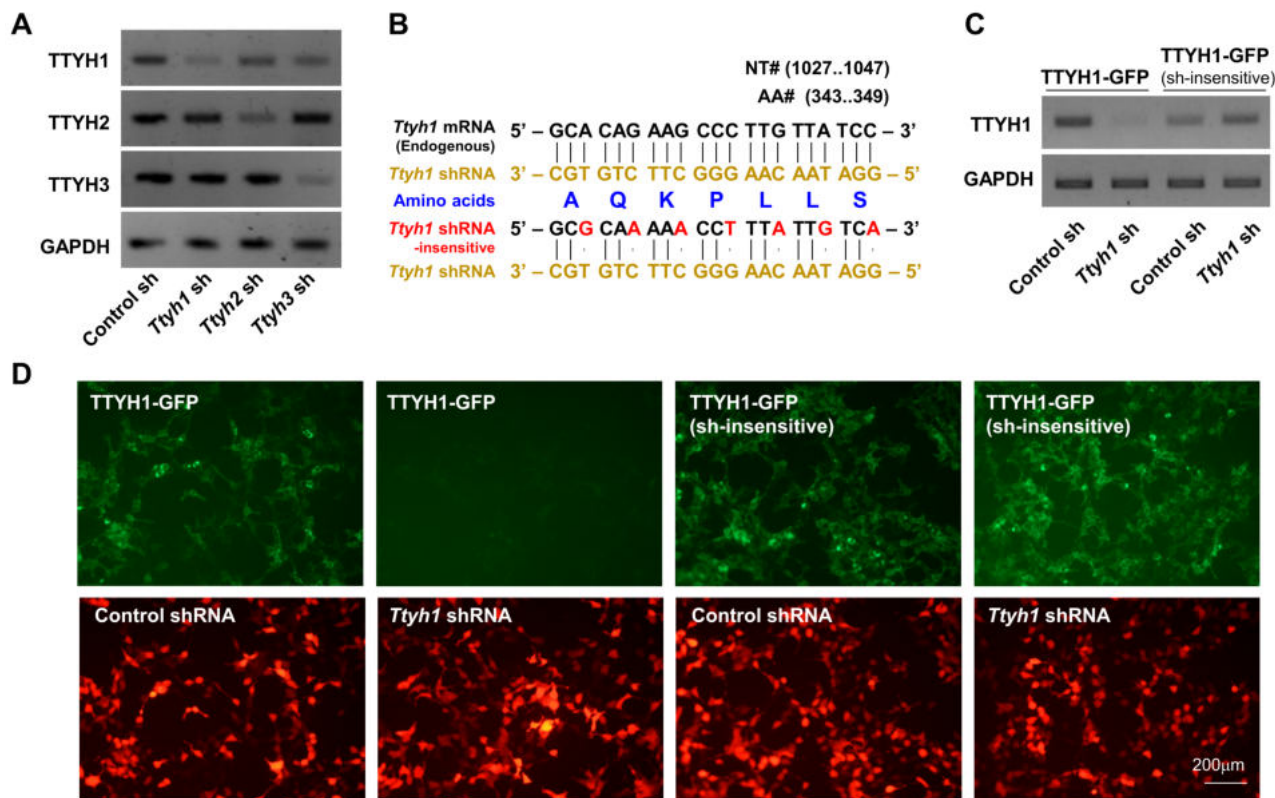 A
TTYH1
TTYH2
TTYH3
GAPDH
Control sh
Ttyh1 sh
Ttyh2 sh
Ttyh3 sh
B
NT# (1027..1047)
AA# (343..349)
Ttyh1 mRNA 5’ – GCA CAG AAG CCC TTG TTA TCC – 3’
(Endogenous)
Ttyh1 shRNA 3’ – CGT GTC TTC GGG AAC AAT AGG – 5’
Amino acids A Q K P L L S
Ttyh1 shRNA 5’ – GCG CAA AAA CCT TTA TTG TCA – 3’
-insensitive
Ttyh1 shRNA 3’ – CGT GTC TTC GGG AAC AAT AGG – 5’
C
TTYH1-GFP
TTYH1-GFP
(sh-insensitive)
TTYH1
GAPDH
Control sh
Ttyh1 sh
Control sh
Ttyh1 sh
D
TTYH1-GFP
TTYH1-GFP
TTYH1-GFP
(sh-insensitive)
TTYH1-GFP
(sh-insensitive)
Control shRNA
Ttyh1 shRNA
Control shRNA
Ttyh1 shRNA
200μm